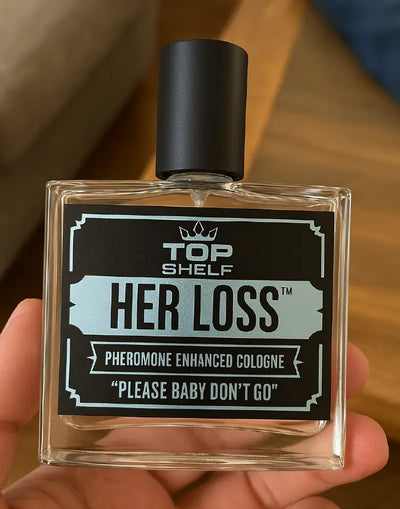 TOP
SHELF
HER LOSS™
PHEROMONE ENHANCED COLOGNE
“PLEASE BABY DON'T GO”